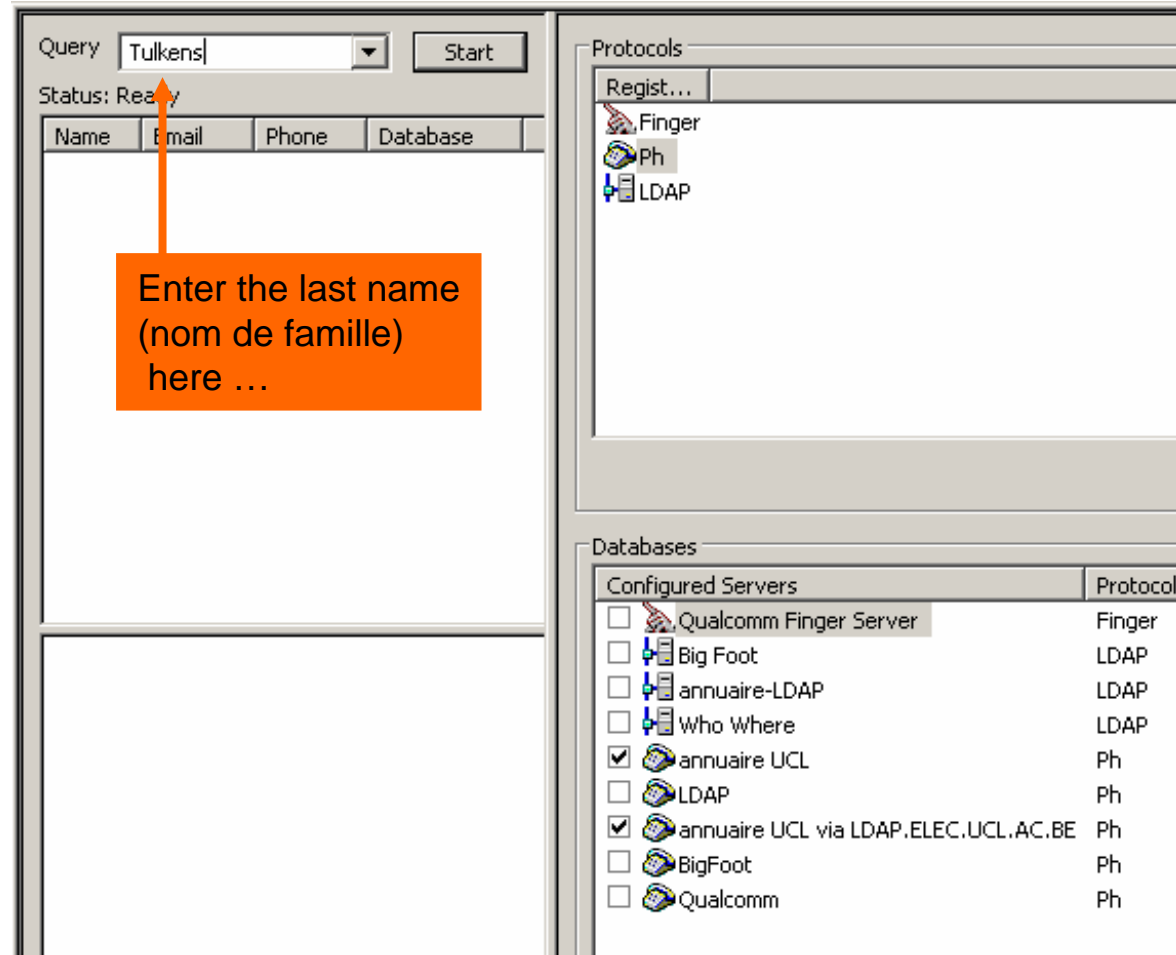 Query Tulkens Start
Status: Ready
Name Email Phone Database
Enter the last name
(nom de famille)
here …
Protocols
Regist...
Finger
Ph
LDAP
Databases
Configured Servers Protocol
Qualcomm Finger Server Finger
Big Foot LDAP
annuaire-LDAP LDAP
Who Where LDAP
annuaire UCL Ph
LDAP Ph
annuaire UCL via LDAP.ELEC.UCL.AC.BE Ph
BigFoot Ph
Qualcomm Ph